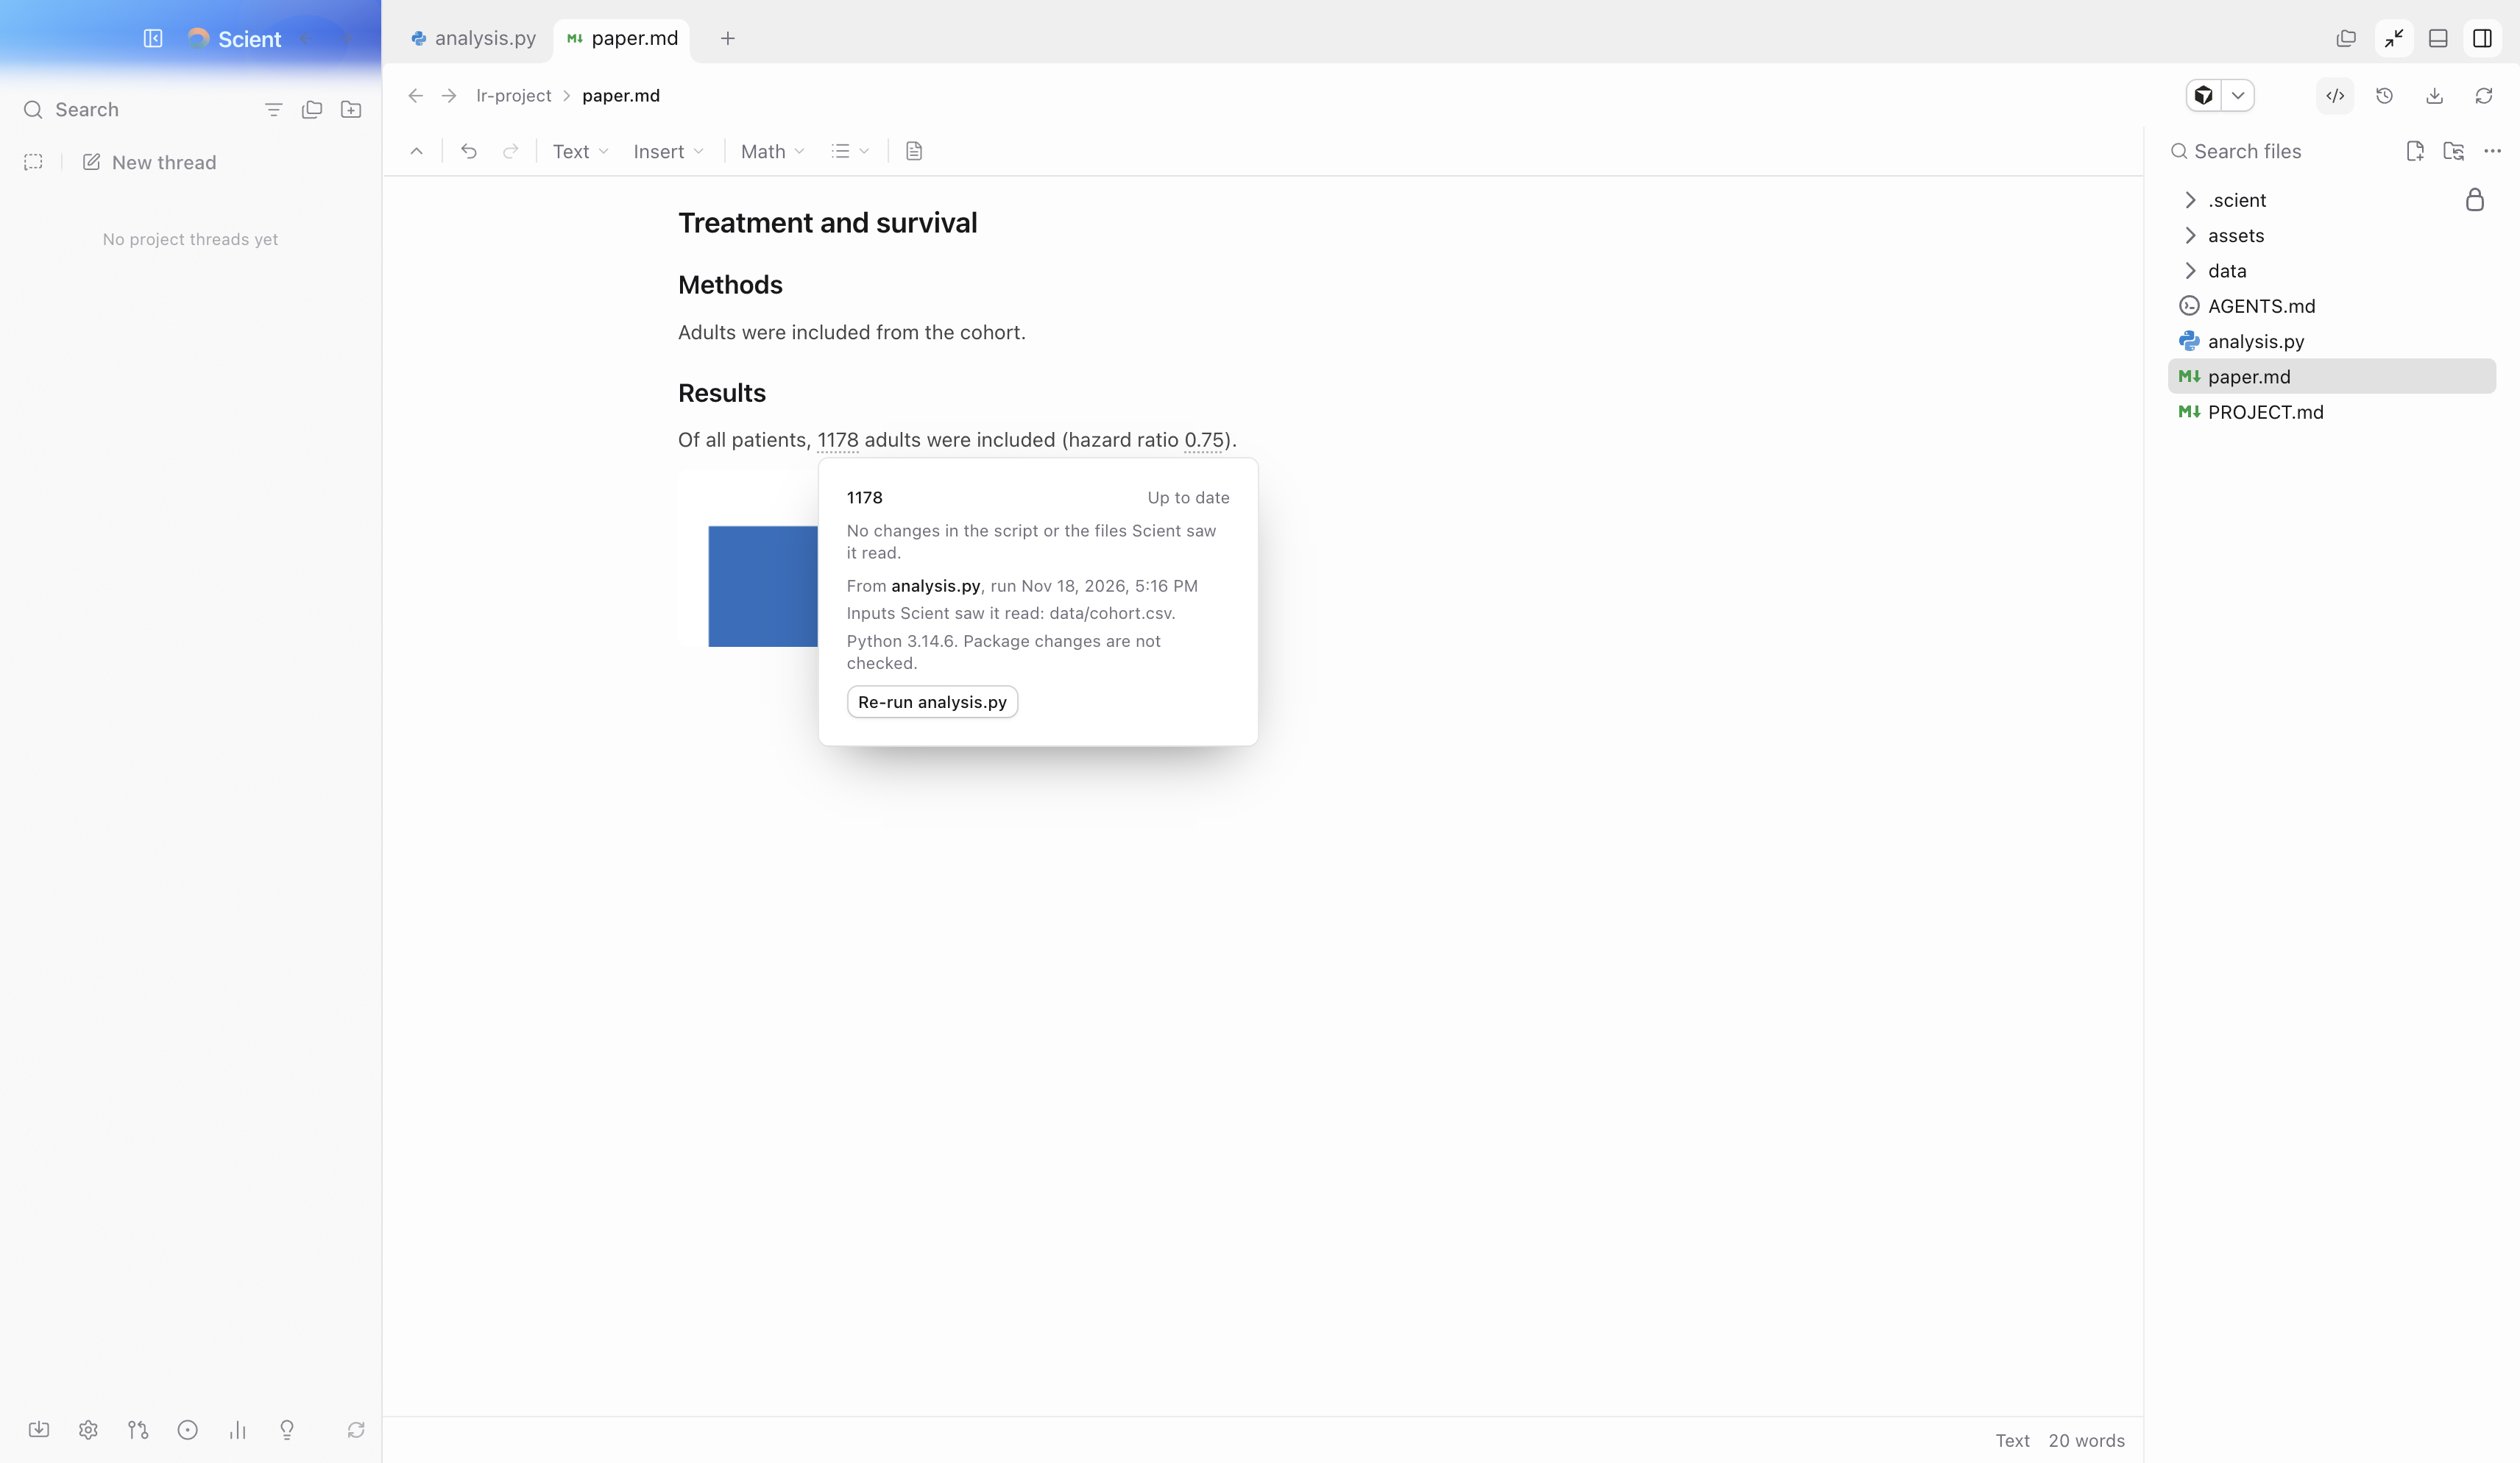 Scient
analysis.py
paper.md
Search
lr-project > paper.md
New thread
Text
Insert
Math
Search files
No project threads yet
Treatment and survival
Methods
Adults were included from the cohort.
Results
Of all patients, 1178 adults were included (hazard ratio 0.75).
1178
Up to date
No changes in the script or the files Scient saw
it read.
From analysis.py, run Nov 18, 2026, 5:16 PM
Inputs Scient saw it read: data/cohort.csv.
Python 3.14.6. Package changes are not
checked.
Re-run analysis.py
.scient
assets
data
AGENTS.md
analysis.py
paper.md
PROJECT.md
Text
20 words